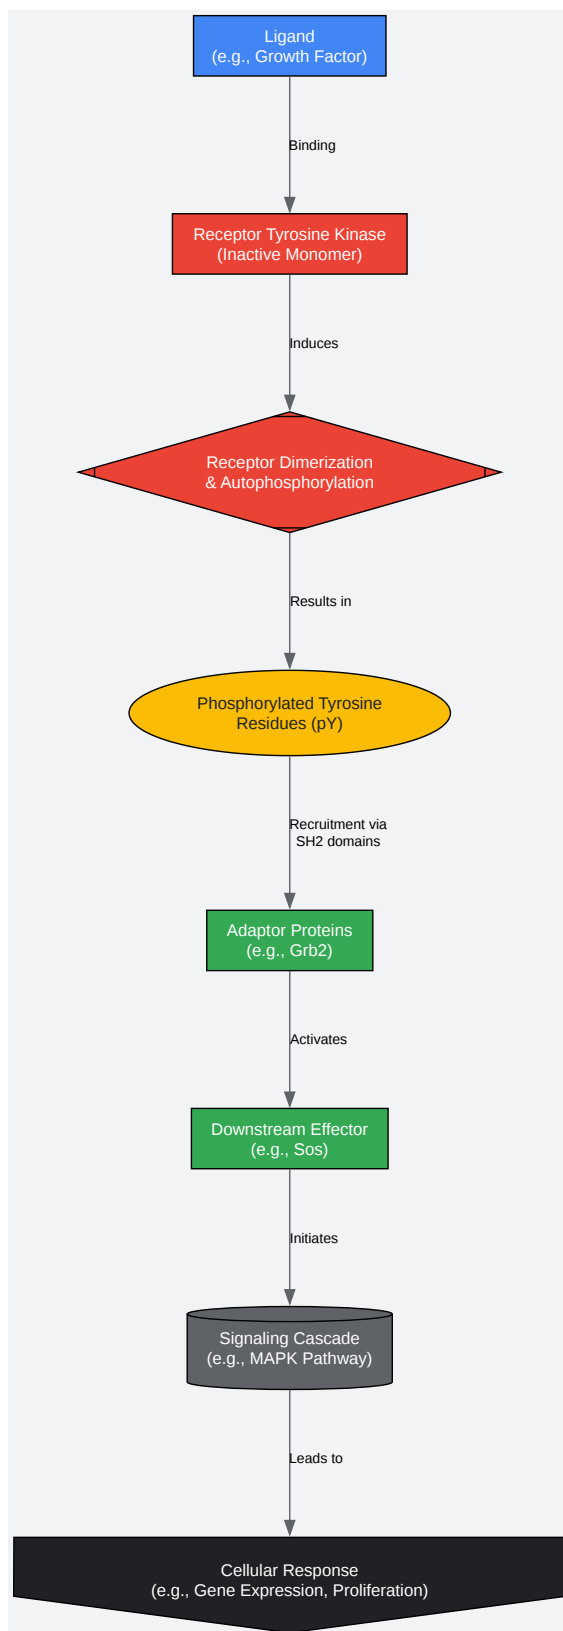 Ligand
(e.g., Growth Factor)
Binding
Receptor Tyrosine Kinase
(Inactive Monomer)
Induces
Receptor Dimerization
& Autophosphorylation
Results in
Phosphorylated Tyrosine
Residues (pY)
Recruitment via
SH2 domains
Adaptor Proteins
(e.g., Grb2)
Activates
Downstream Effector
(e.g., Sos)
Initiates
Signaling Cascade
(e.g., MAPK Pathway)
Leads to
Cellular Response
(e.g., Gene Expression, Proliferation)